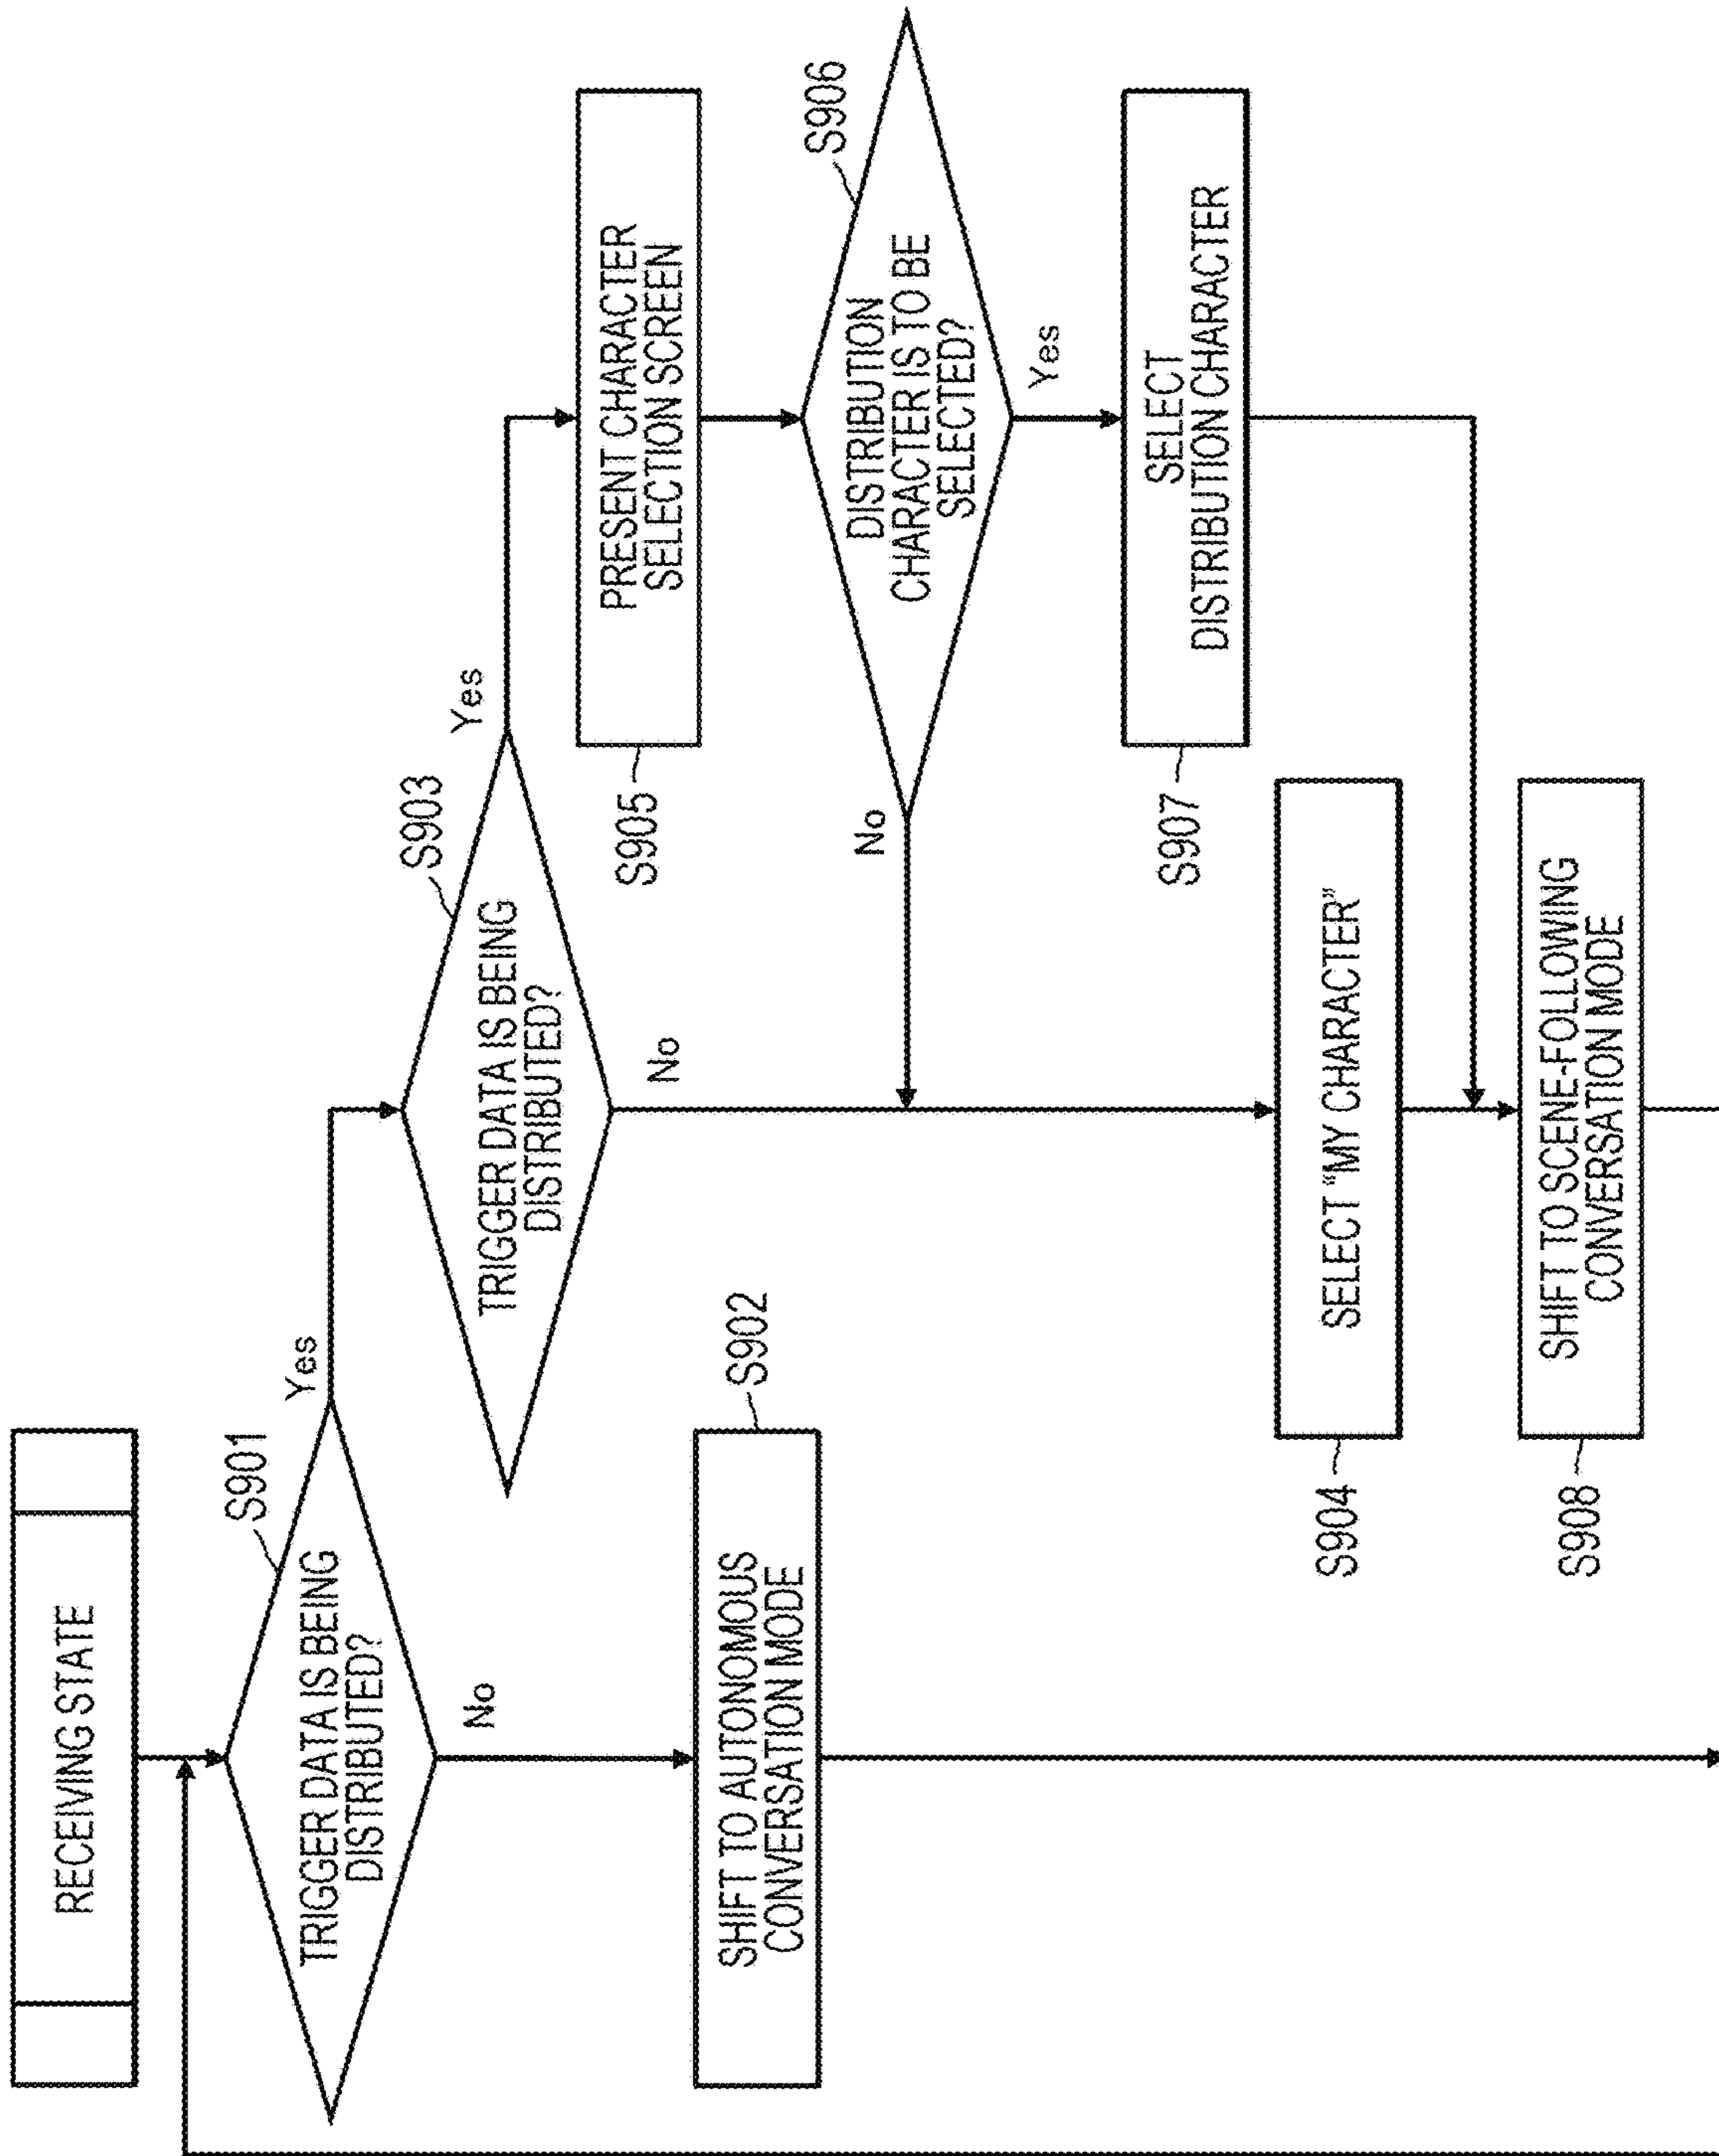 RECEIVING STATE
S901
TRIGGER DATA IS BEING
DISTRIBUTED?
Yes
No
S902
SHIFT TO AUTONOMOUS
CONVERSATION MODE
S903
TRIGGER DATA IS BEING
DISTRIBUTED?
Yes
No
S905
PRESENT CHARACTER
SELECTION SCREEN
S906
DISTRIBUTION
CHARACTER IS TO BE
SELECTED?
No
Yes
S907
SELECT
DISTRIBUTION CHARACTER
S904
SELECT "MY CHARACTER"
S908
SHIFT TO SCENE-FOLLOWING
CONVERSATION MODE